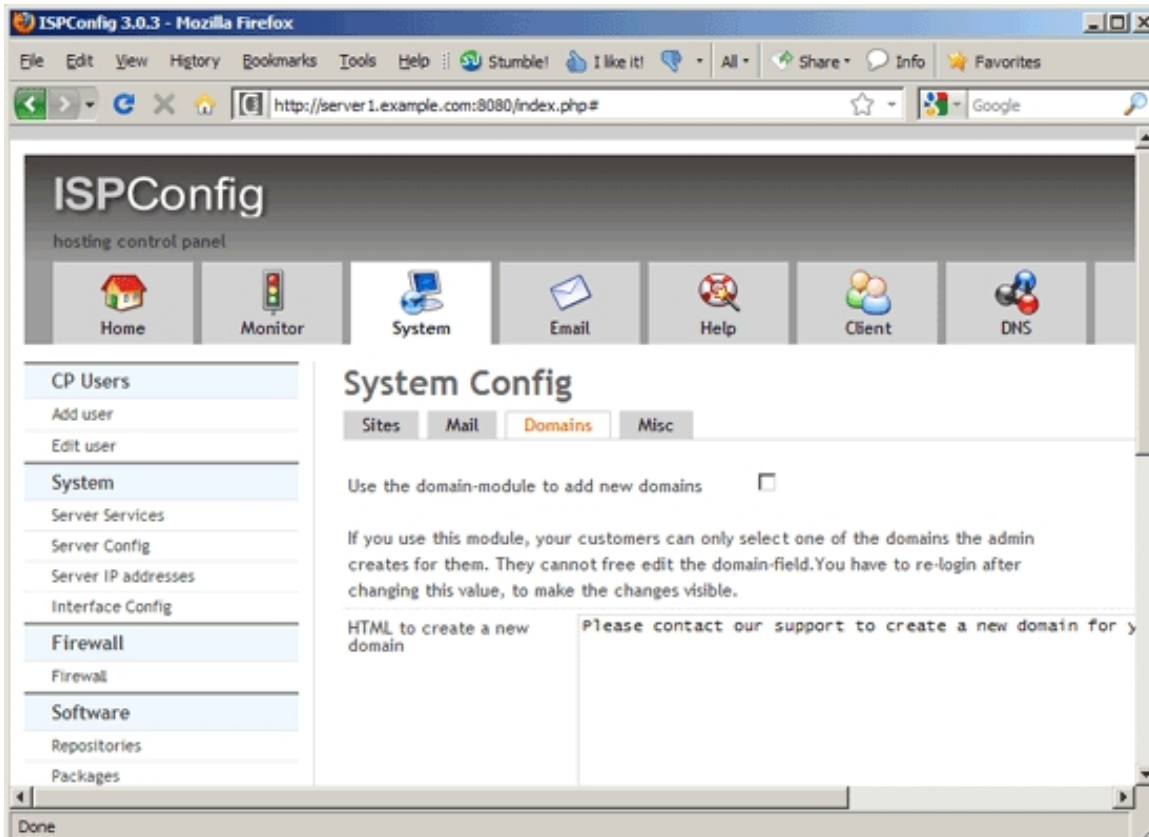 ISPConfig 3.0.3 - Mozilla Firefox
File Edit View History Bookmarks Tools Help Stumble! I like it! All Share Info Favorites
http://server1.example.com:8080/index.php# Google
ISPConfig
hosting control panel
Home Monitor System Email Help Client DNS
CP Users
Add user
Edit user
System
Server Services
Server Config
Server IP addresses
Interface Config
Firewall
Firewall
Software
Repositories
Packages
System Config
Sites Mail Domains Misc
Use the domain-module to add new domains
If you use this module, your customers can only select one of the domains the admin
creates for them. They cannot free edit the domain-field.You have to re-login after
changing this value, to make the changes visible.
HTML to create a new
domain
Please contact our support to create a new domain for y
Done